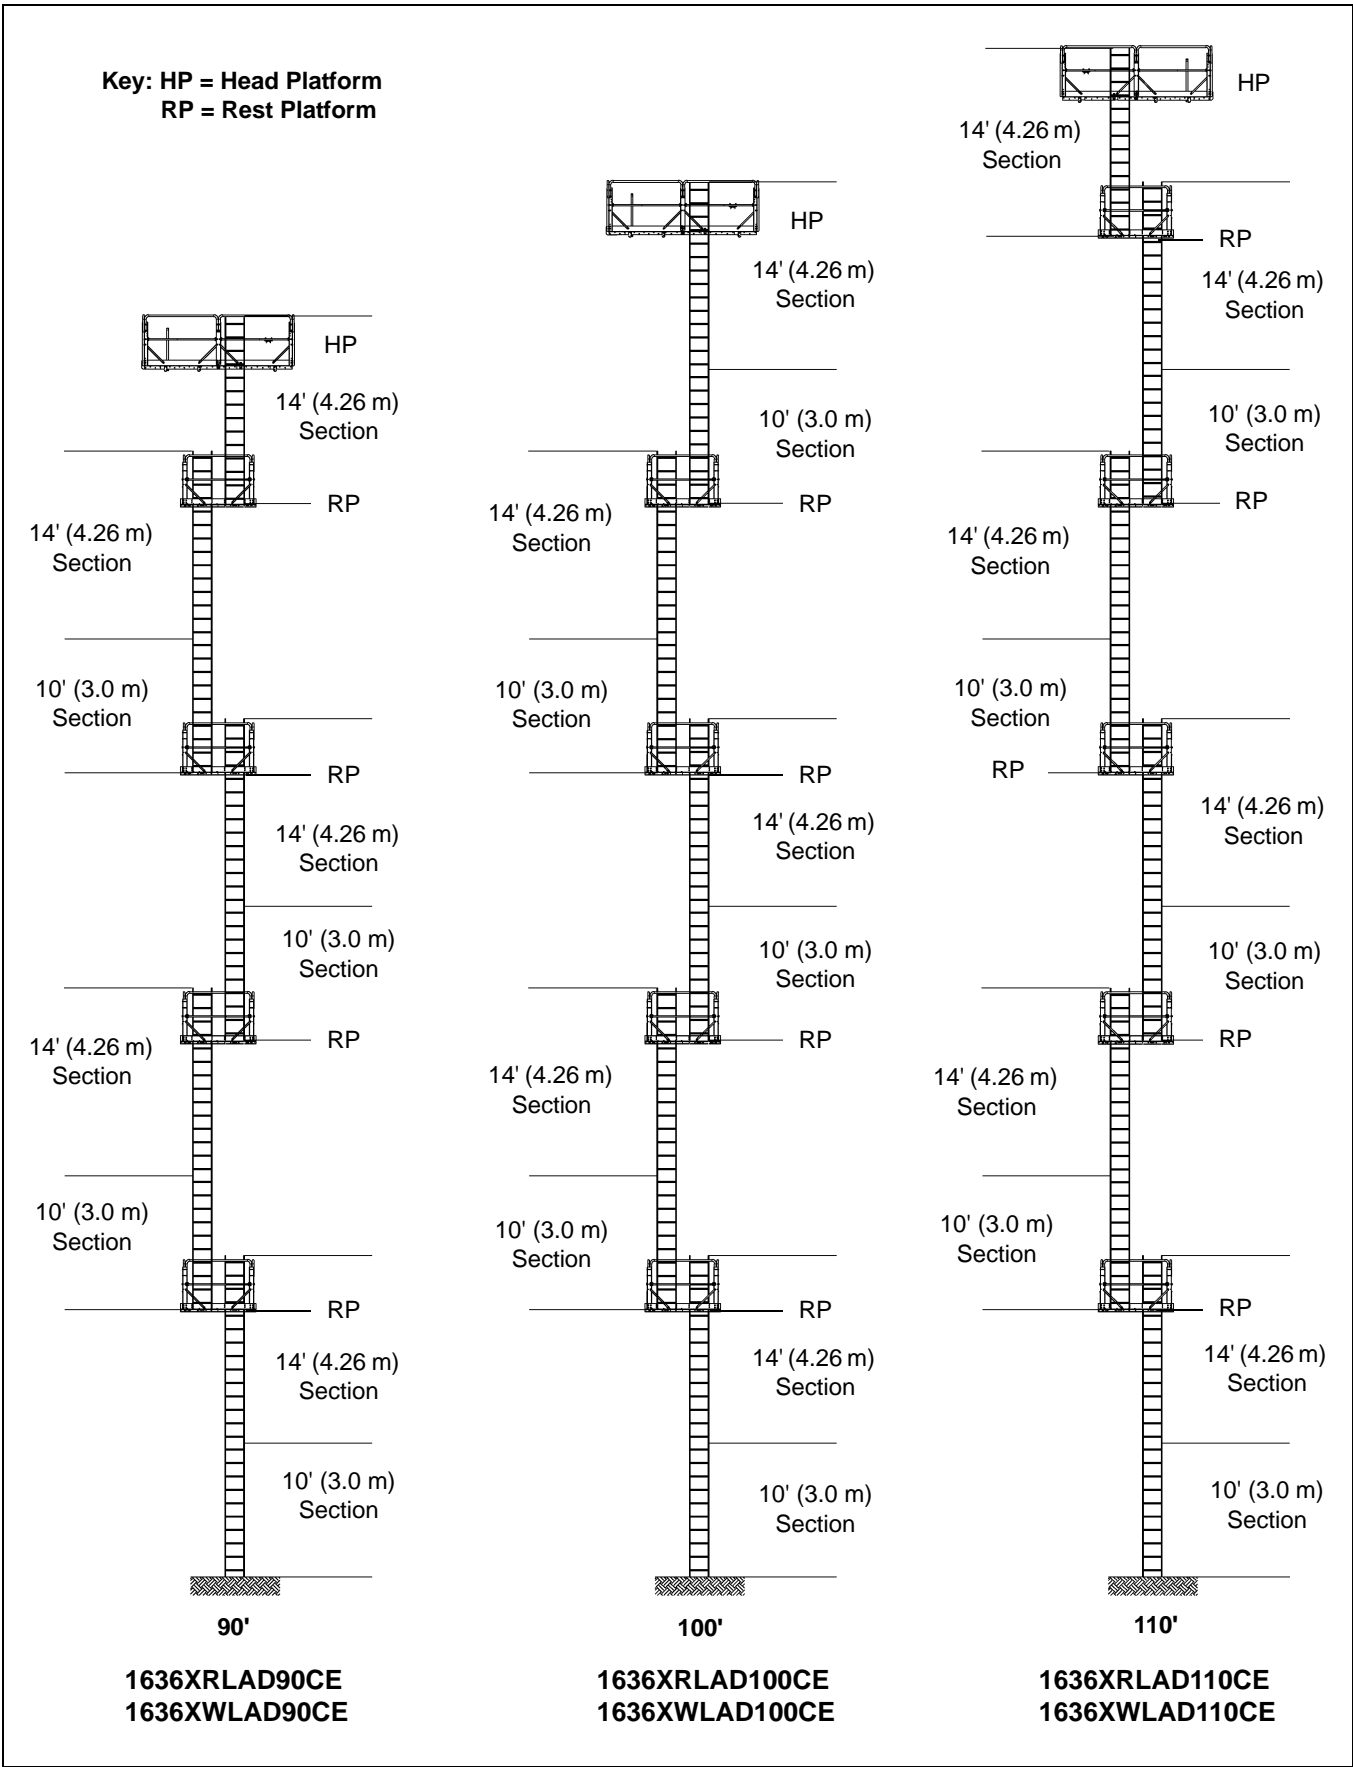 Key: HP = Head Platform
RP = Rest Platform
HP
14' (4.26 m)
Section
RP
14' (4.26 m)
Section
10' (3.0 m)
Section
RP
14' (4.26 m)
Section
10' (3.0 m)
Section
RP
14' (4.26 m)
Section
10' (3.0 m)
Section
RP
14' (4.26 m)
Section
10' (3.0 m)
Section
90'
1636XRLAD90CE
1636XWLAD90CE
HP
14' (4.26 m)
Section
10' (3.0 m)
Section
RP
14' (4.26 m)
Section
10' (3.0 m)
Section
RP
14' (4.26 m)
Section
10' (3.0 m)
Section
RP
14' (4.26 m)
Section
10' (3.0 m)
Section
RP
14' (4.26 m)
Section
10' (3.0 m)
Section
100'
1636XRLAD100CE
1636XWLAD100CE
HP
14' (4.26 m)
Section
RP
14' (4.26 m)
Section
10' (3.0 m)
Section
RP
14' (4.26 m)
Section
10' (3.0 m)
Section
RP
14' (4.26 m)
Section
10' (3.0 m)
Section
RP
14' (4.26 m)
Section
10' (3.0 m)
Section
RP
14' (4.26 m)
Section
10' (3.0 m)
Section
110'
1636XRLAD110CE
1636XWLAD110CE